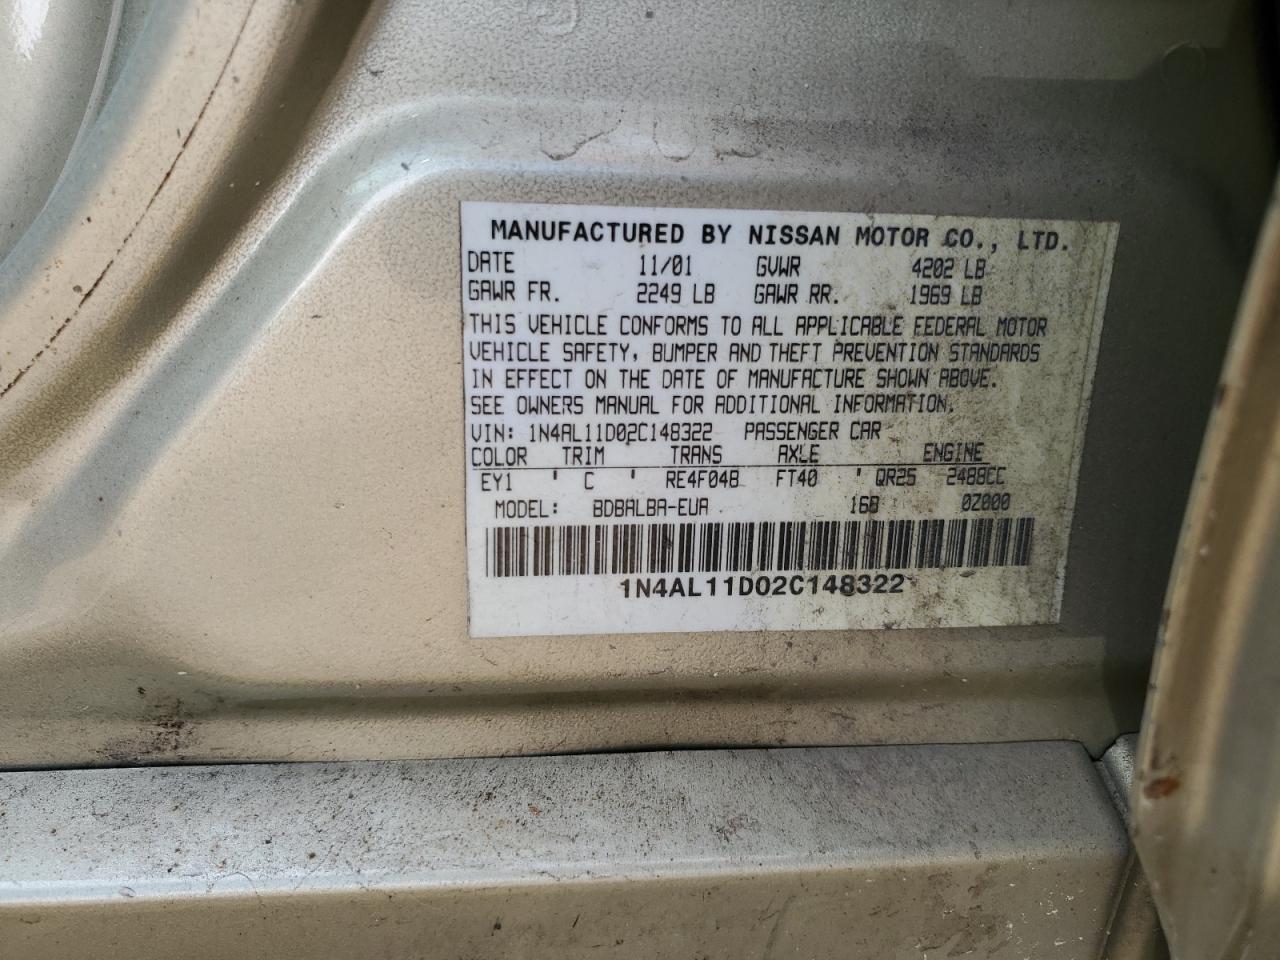 MANUFACTURED BY NISSAN MOTOR CO., LTD.
DATE 11/01 GVWR 4202 LB
GAWR FR. 2249 LB GAWR RR. 1969 LB
THIS VEHICLE CONFORMS TO ALL APPLICABLE FEDERAL MOTOR
VEHICLE SAFETY, BUMPER AND THEFT PREVENTION STANDARDS
IN EFFECT ON THE DATE OF MANUFACTURE SHOWN ABOVE.
SEE OWNERS MANUAL FOR ADDITIONAL INFORMATION.
VIN: 1N4AL11D02C148322 PASSENGER CAR
COLOR TRIM TRANS AXLE ENGINE
EY1 ' C ' RE4F04B FT40 ' QR25 2488CC
MODEL: BDBALBA-EUA 16B 0Z000
1N4AL11D02C148322